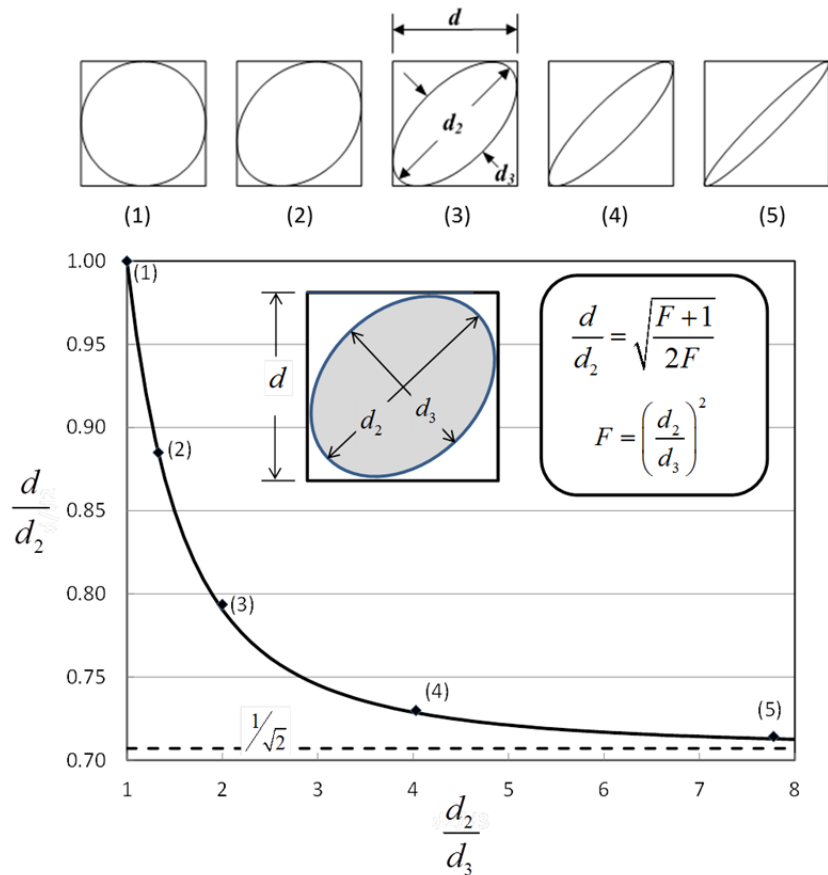 d
d₂
d₃
(1) (2) (3) (4) (5)
1.00
0.95
0.90
0.85
0.80
0.75
0.70
d/d₂
(1)
(2)
(3)
(4)
(5)
d
d₂
d₃
d/d₂ = √((F + 1)/(2F))
F = (d₂/d₃)²
1/√2
1 2 3 4 5 6 7 8
d₂/d₃